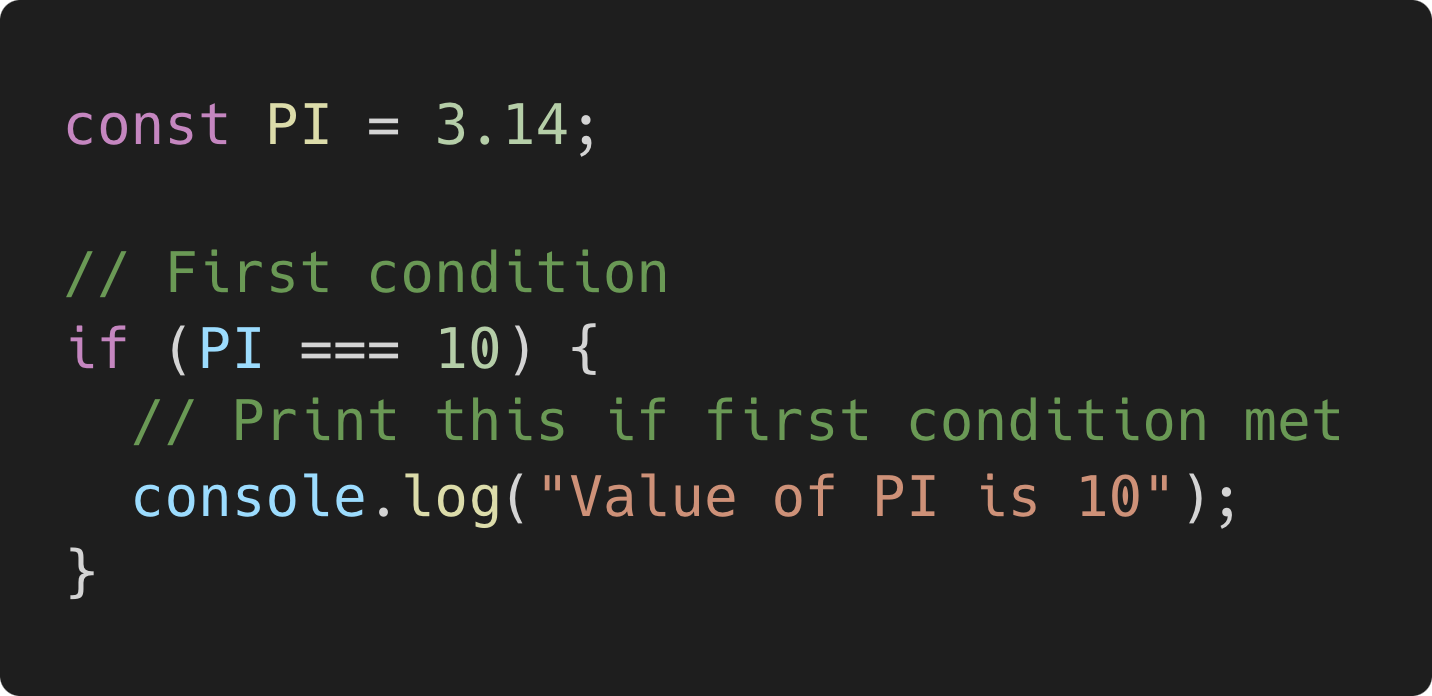 const PI = 3.14;
// First condition
if (PI === 10) {
  // Print this if first condition met
  console.log("Value of PI is 10");
}